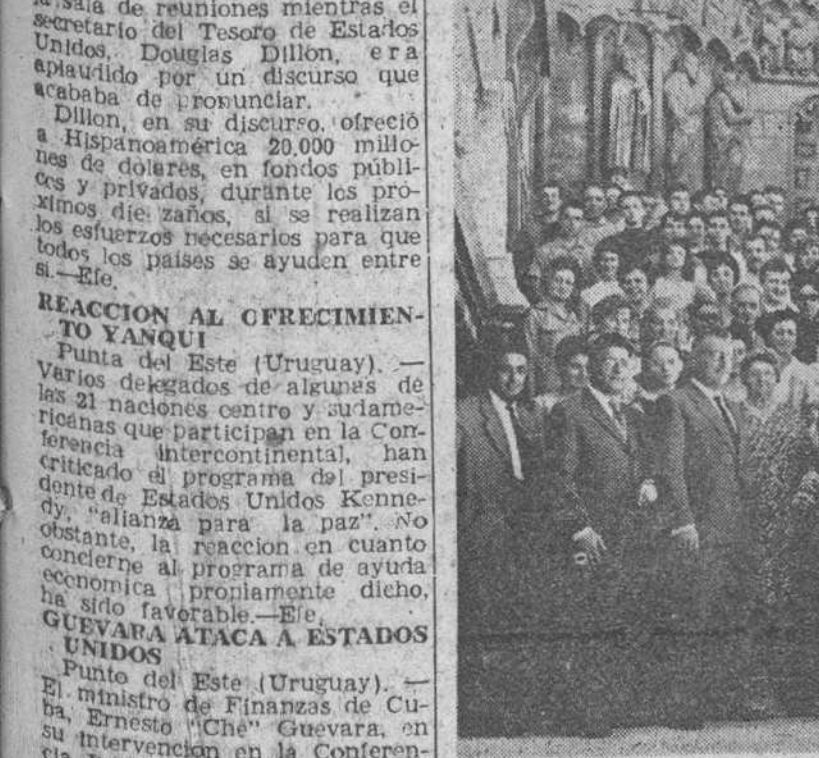 la sala de reuniones mientras el
secretario del Tesoro de Estados
Unidos, Douglas Dillon, era
aplaudido por un discurso que
acababa de pronunciar.
Dillon, en su discurso, ofreció
a Hispanoamérica 20.000 millo-
nes de dolares, en fondos públi-
cos y privados, durante los pró-
ximos die zaños, si se realizan
los esfuerzos necesarios para que
todos los países se ayuden entre
si.—Efe.
REACCION AL OFRECIMIEN-
TO YANQUI
Punta del Este (Uruguay). —
Varios delegados de algunas de
las 21 naciones centro y sudame-
ricanas que participan en la Con-
ferencia intercontinental, han
criticado el programa del presi-
dente de Estados Unidos Kenne-
dy, "alianza para la paz". No
obstante, la reaccion en cuanto
concierne al programa de ayuda
economica propiamente dicho,
ha sido favorable.—Efe.
GUEVARA ATACA A ESTADOS
UNIDOS
Punto del Este (Uruguay). —
El ministro de Finanzas de Cu-
ba, Ernesto "Ché" Guevara, en
su intervención en la Conferen-